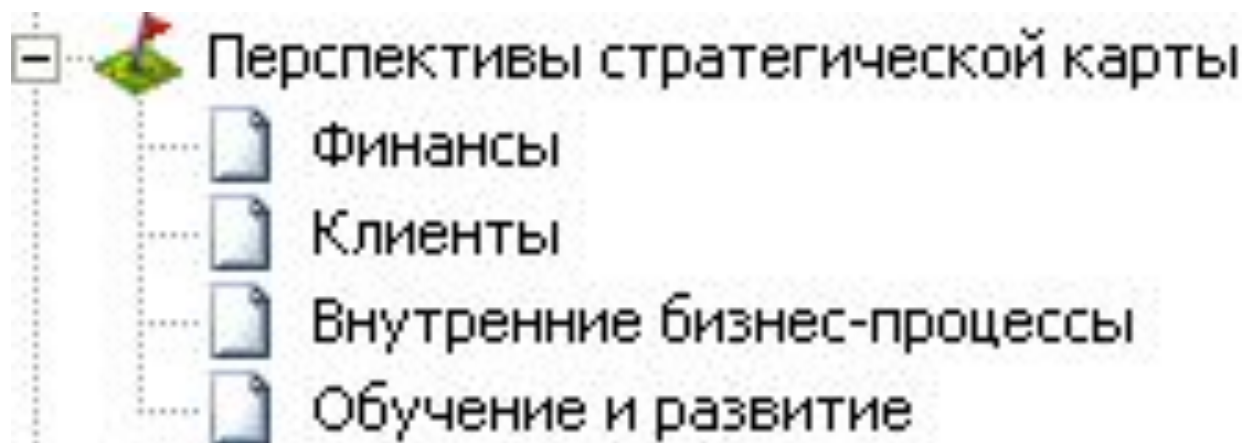 Перспективы стратегической карты
Финансы
Клиенты
Внутренние бизнес-процессы
Обучение и развитие